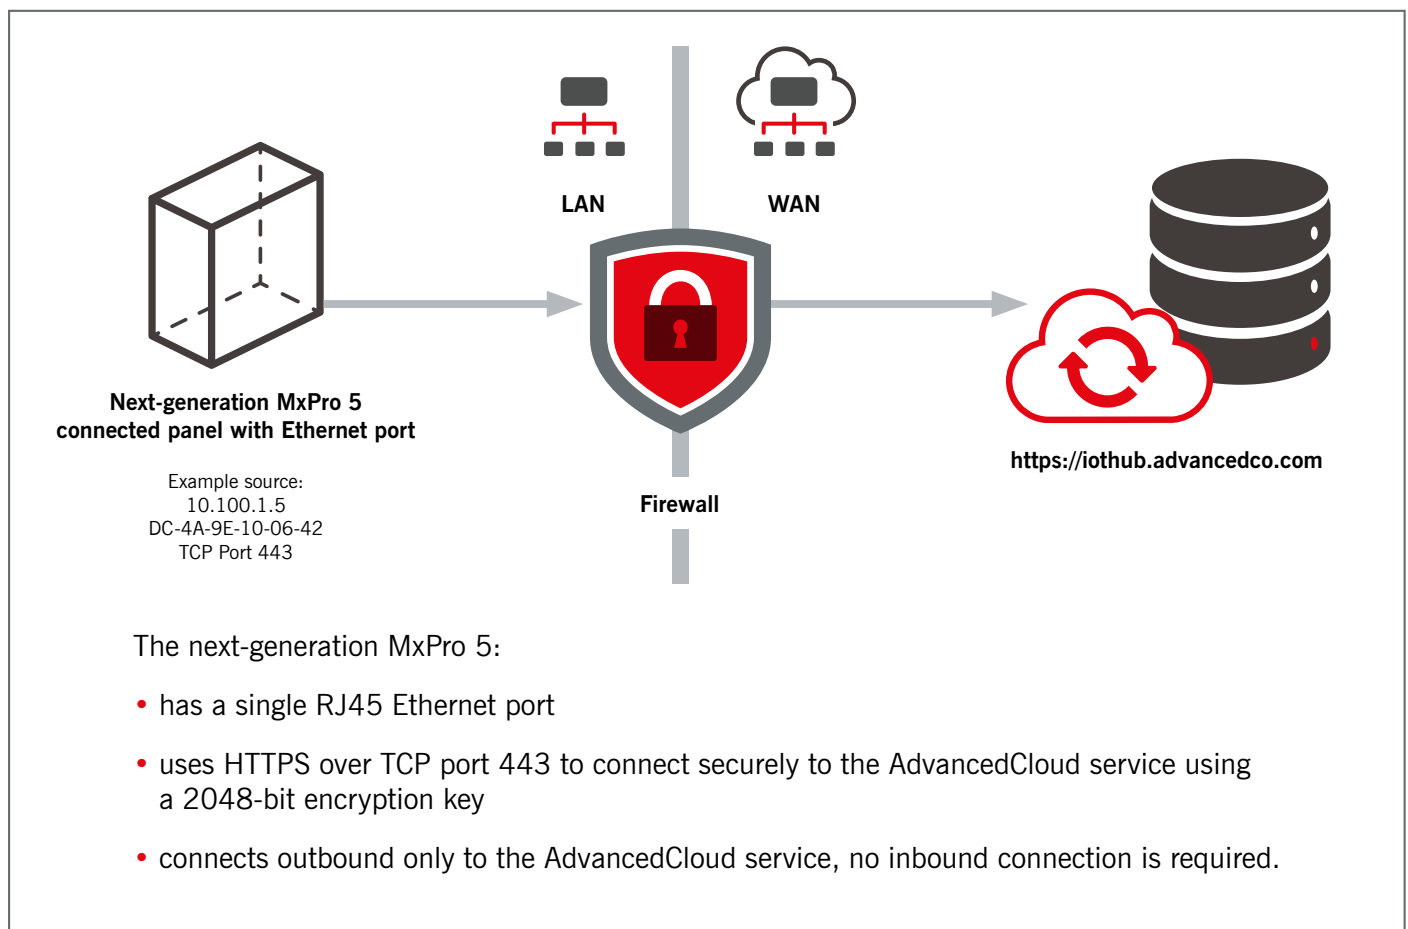 LAN
WAN
Next-generation MxPro 5
connected panel with Ethernet port
Example source:
10.100.1.5
DC-4A-9E-10-06-42
TCP Port 443
Firewall
https://iothub.advancedco.com
The next-generation MxPro 5:
• has a single RJ45 Ethernet port
• uses HTTPS over TCP port 443 to connect securely to the AdvancedCloud service using
a 2048-bit encryption key
• connects outbound only to the AdvancedCloud service, no inbound connection is required.